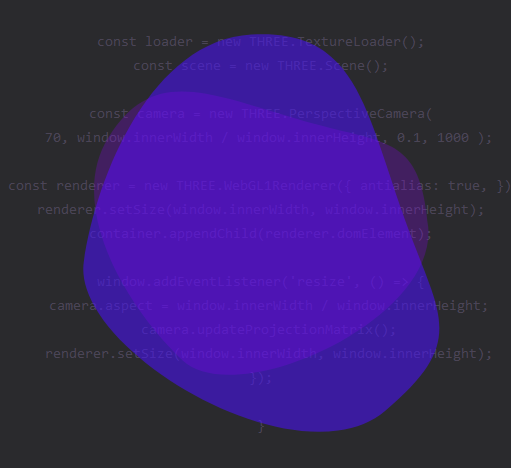 const loader = new THREE.TextureLoader();
const scene = new THREE.Scene();
const camera = new THREE.PerspectiveCamera(
70, window.innerWidth / window.innerHeight, 0.1, 1000 );
const renderer = new THREE.WebGL1Renderer({ antialias: true, })
renderer.setSize(window.innerWidth, window.innerHeight);
container.appendChild(renderer.domElement);
window.addEventListener('resize', () => {
camera.aspect = window.innerWidth / window.innerHeight;
camera.updateProjectionMatrix();
renderer.setSize(window.innerWidth, window.innerHeight);
});
}